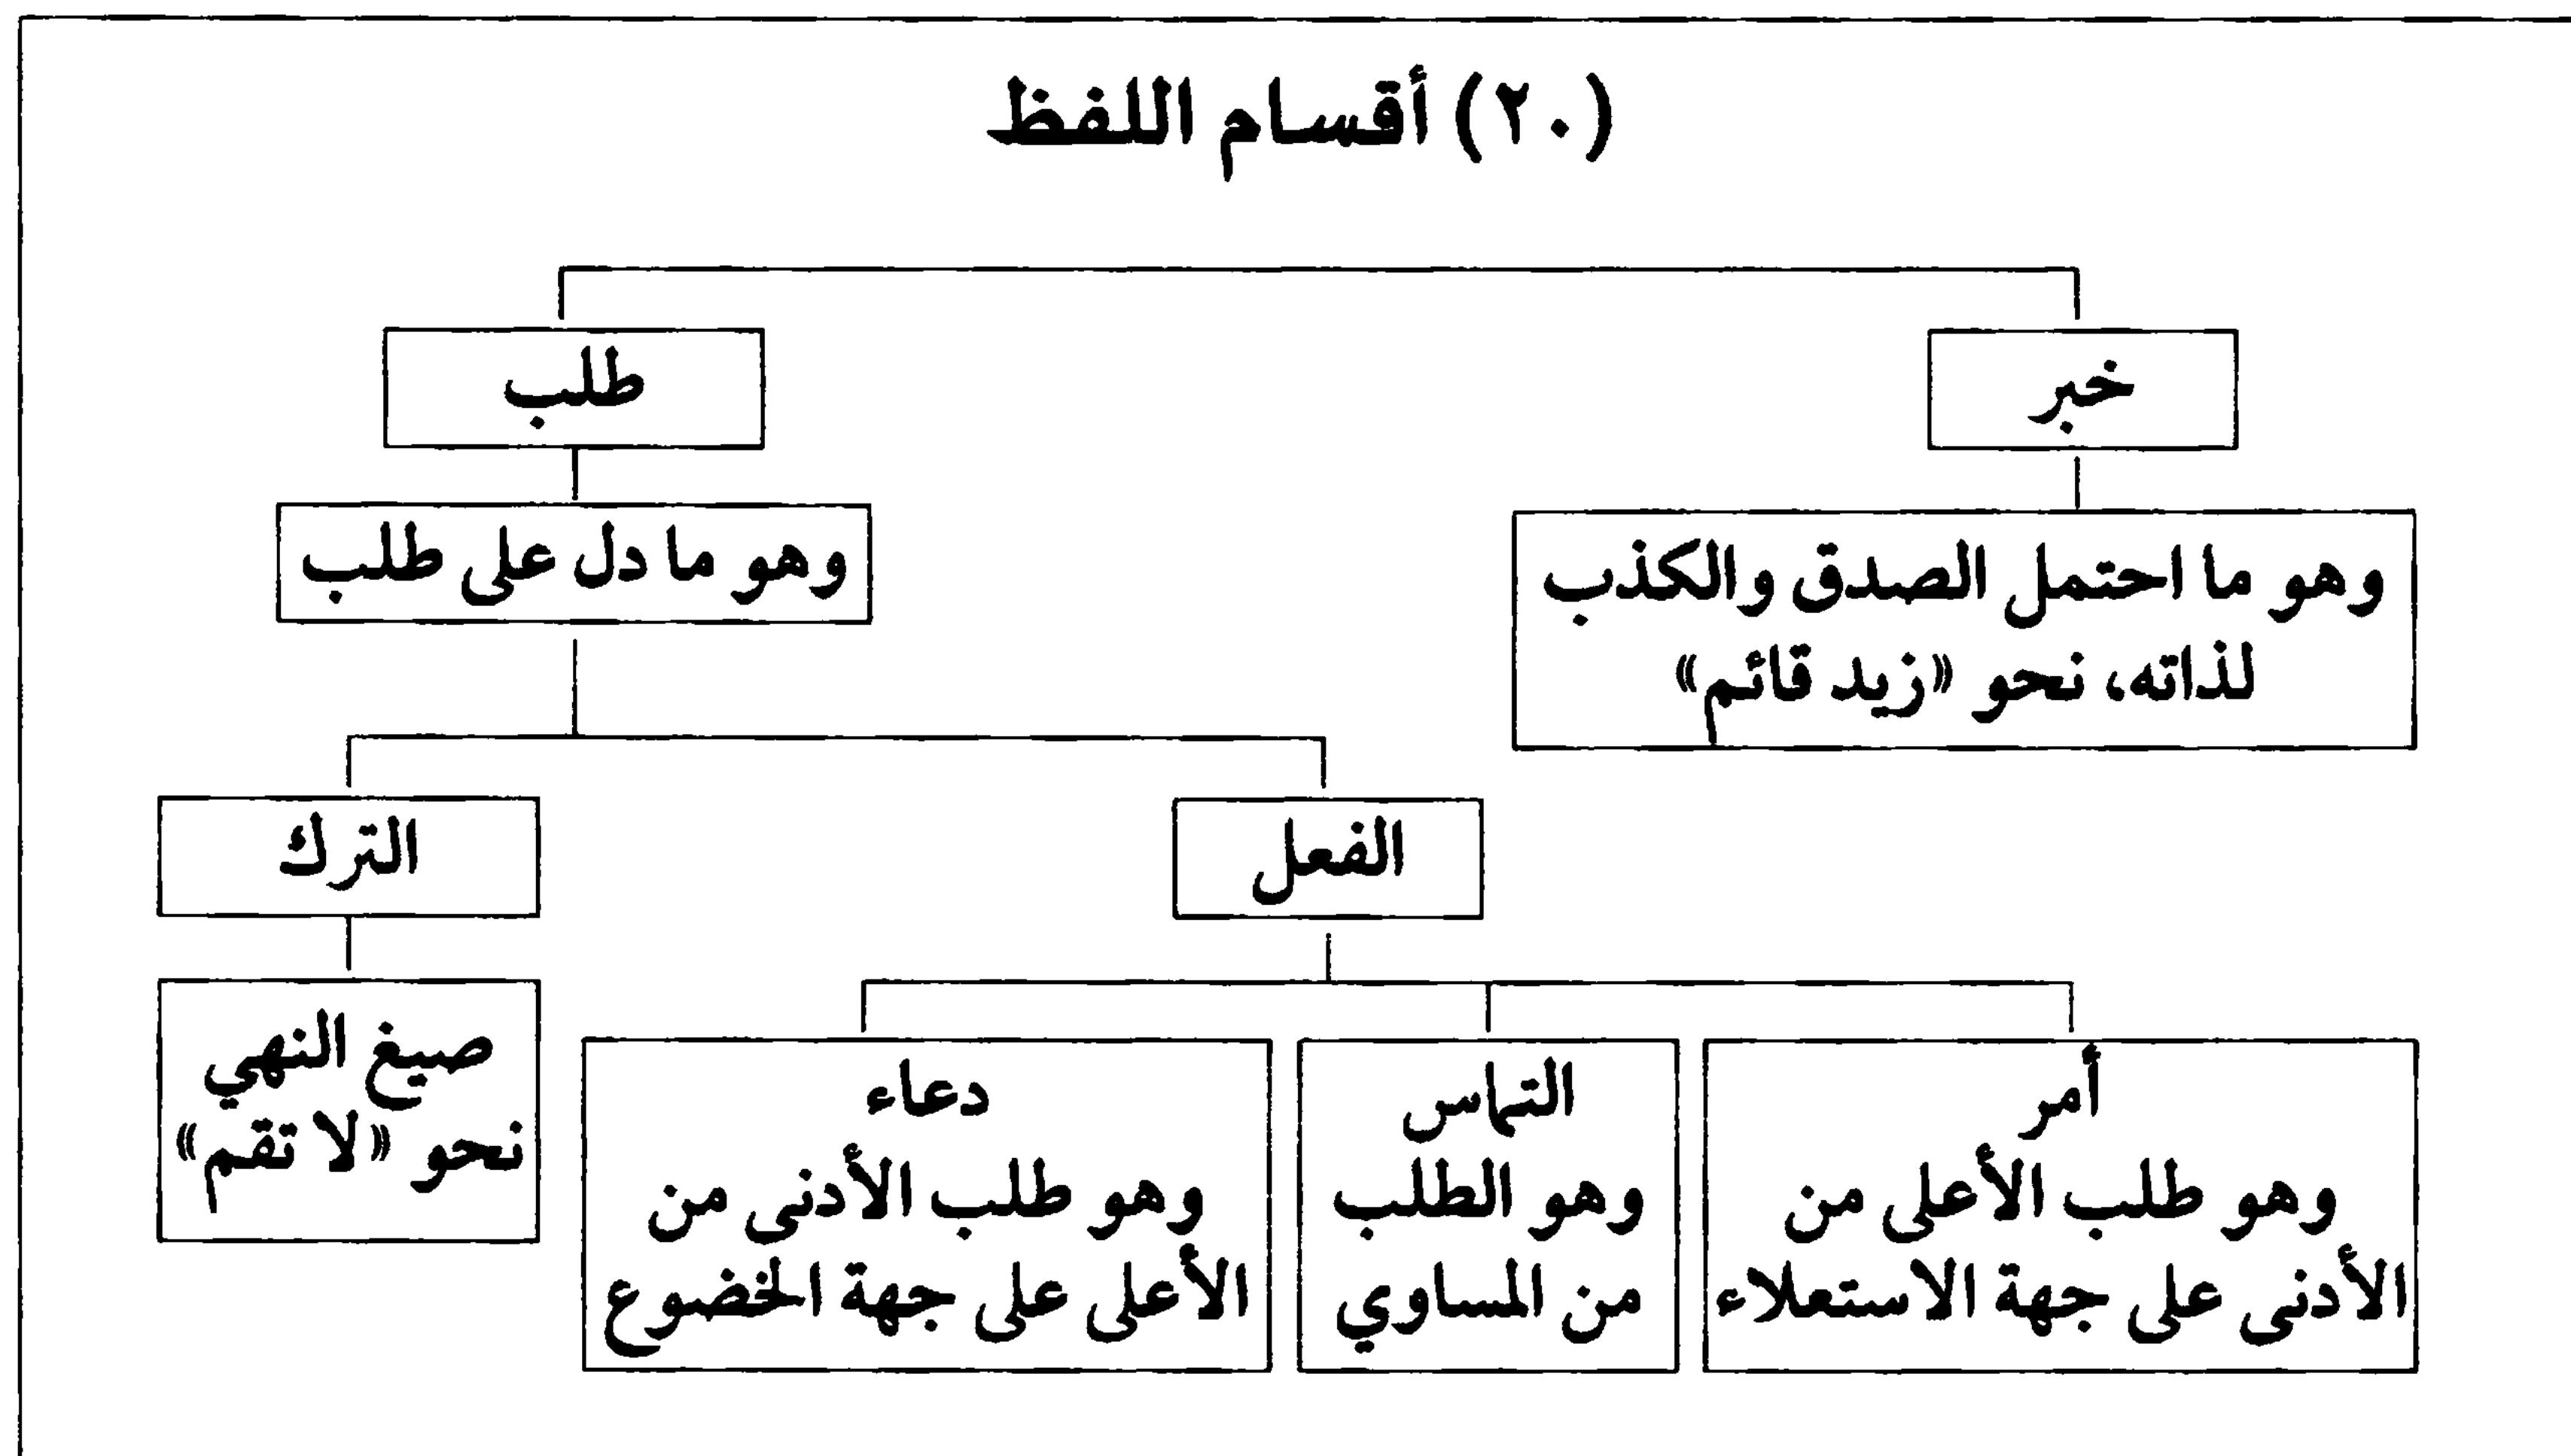 (٢٠) أقسام اللفظ
خبر
وهو ما احتمل الصدق والكذب
لذاته، نحو «زيد قائم»
طلب
وهو ما دل على طلب
الفعل
أمر
وهو طلب الأعلى من
الأدنى على جهة الاستعلاء
التماس
وهو الطلب
من المساوي
دعاء
وهو طلب الأدنى من
الأعلى على جهة الخضوع
الترك
صيغ النهي
نحو «لا تقم»